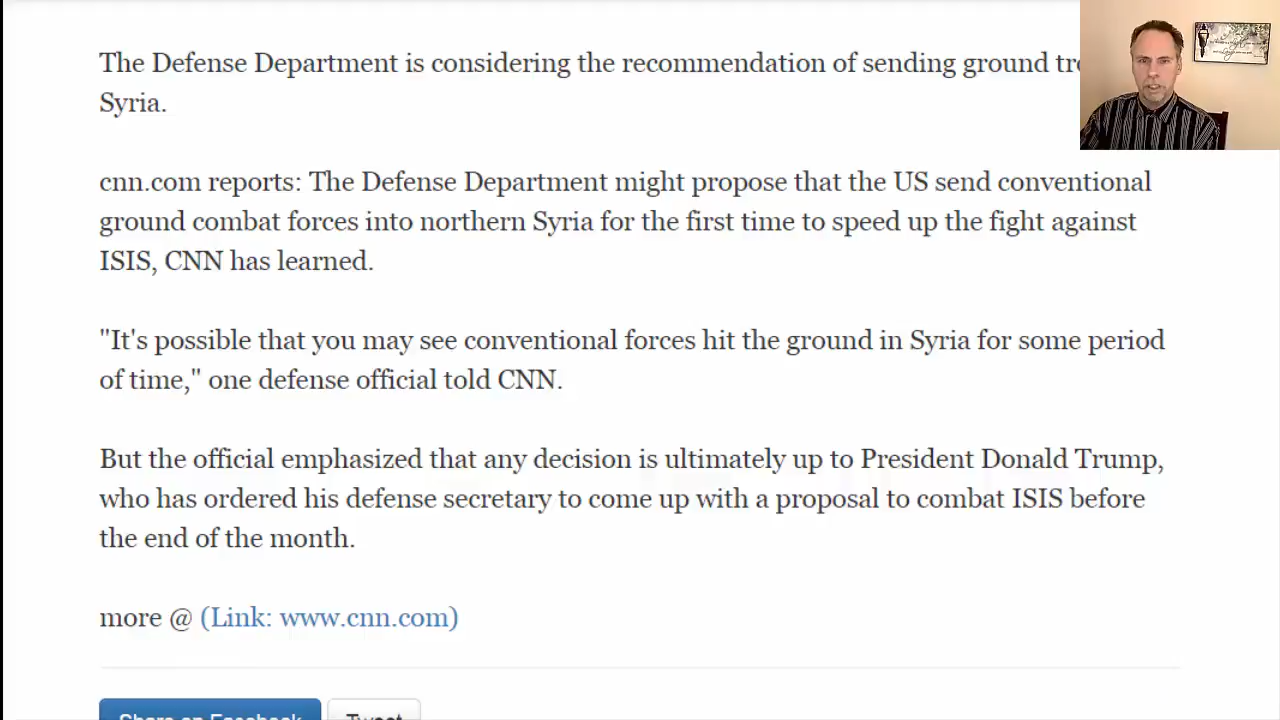 The Defense Department is considering the recommendation of sending ground
Syria.
cnn.com reports: The Defense Department might propose that the US send conventional
ground combat forces into northern Syria for the first time to speed up the fight against
ISIS, CNN has learned.
"It's possible that you may see conventional forces hit the ground in Syria for some period
of time," one defense official told CNN.
But the official emphasized that any decision is ultimately up to President Donald Trump,
who has ordered his defense secretary to come up with a proposal to combat ISIS before
the end of the month.
more @ (Link: www.cnn.com)
Share on Facebook Tweet